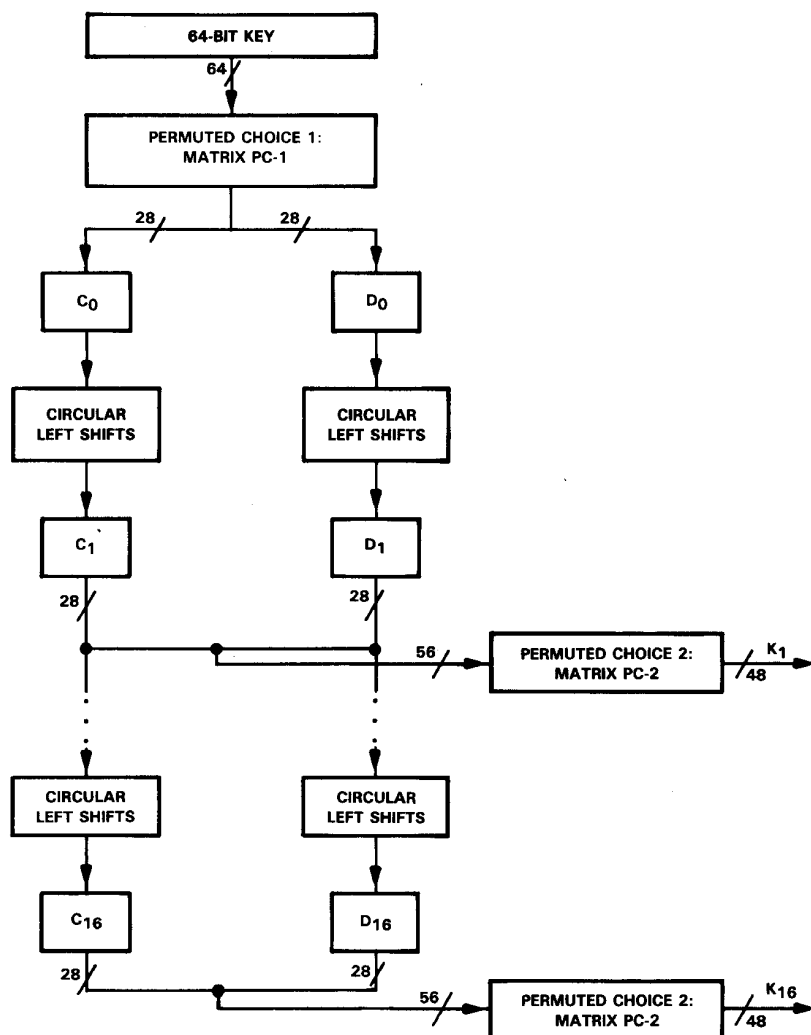 64-BIT KEY
64
PERMUTED CHOICE 1:
MATRIX PC-1
28 28
C0 D0
CIRCULAR
LEFT SHIFTS
CIRCULAR
LEFT SHIFTS
C1 D1
28 28
56
PERMUTED CHOICE 2:
MATRIX PC-2
K1
48
CIRCULAR
LEFT SHIFTS
CIRCULAR
LEFT SHIFTS
C16 D16
28 28
56
PERMUTED CHOICE 2:
MATRIX PC-2
K16
48